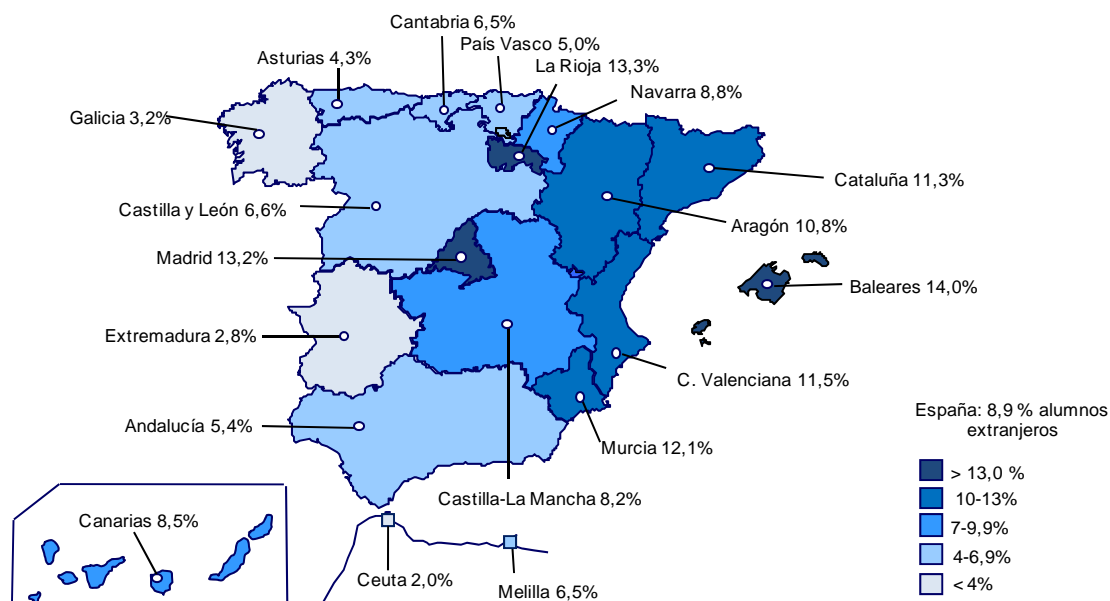 Cantabria 6,5%
País Vasco 5,0%
Asturias 4,3%
La Rioja 13,3%
Navarra 8,8%
Galicia 3,2%
Cataluña 11,3%
Castilla y León 6,6%
Aragón 10,8%
Madrid 13,2%
Baleares 14,0%
Extremadura 2,8%
C. Valenciana 11,5%
Andalucía 5,4%
Murcia 12,1%
Castilla-La Mancha 8,2%
Canarias 8,5%
Ceuta 2,0%
Melilla 6,5%
España: 8,9 % alumnos
extranjeros
> 13,0 %
10-13%
7-9,9%
4-6,9%
< 4%